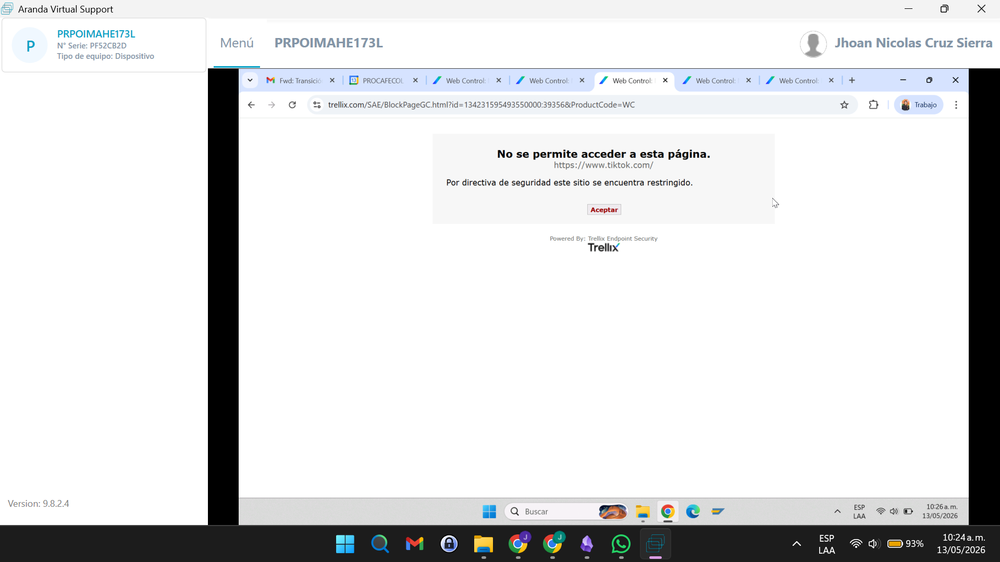 Aranda Virtual Support
P
PRPOIMAHE173L
N° Serie: PF52CB2D
Tipo de equipo: Dispositivo
Menú
PRPOIMAHE173L
Jhoan Nicolas Cruz Sierra
Fwd: Transició
13
PROCAFECOL
Web Control:
Web Control:
Web Control:
Web Control:
Web Control:
trellix.com/SAE/BlockPageGC.html?id=134231595493550000:39356&ProductCode=WC
Trabajo
No se permite acceder a esta página.
https://www.tiktok.com/
Por directiva de seguridad este sitio se encuentra restringido.
Aceptar
Powered By: Trellix Endpoint Security
Trellix
Version: 9.8.2.4
Buscar
ESP
LAA
10:26 a. m.
13/05/2026
J
J
ESP
LAA
93%
10:24 a. m.
13/05/2026